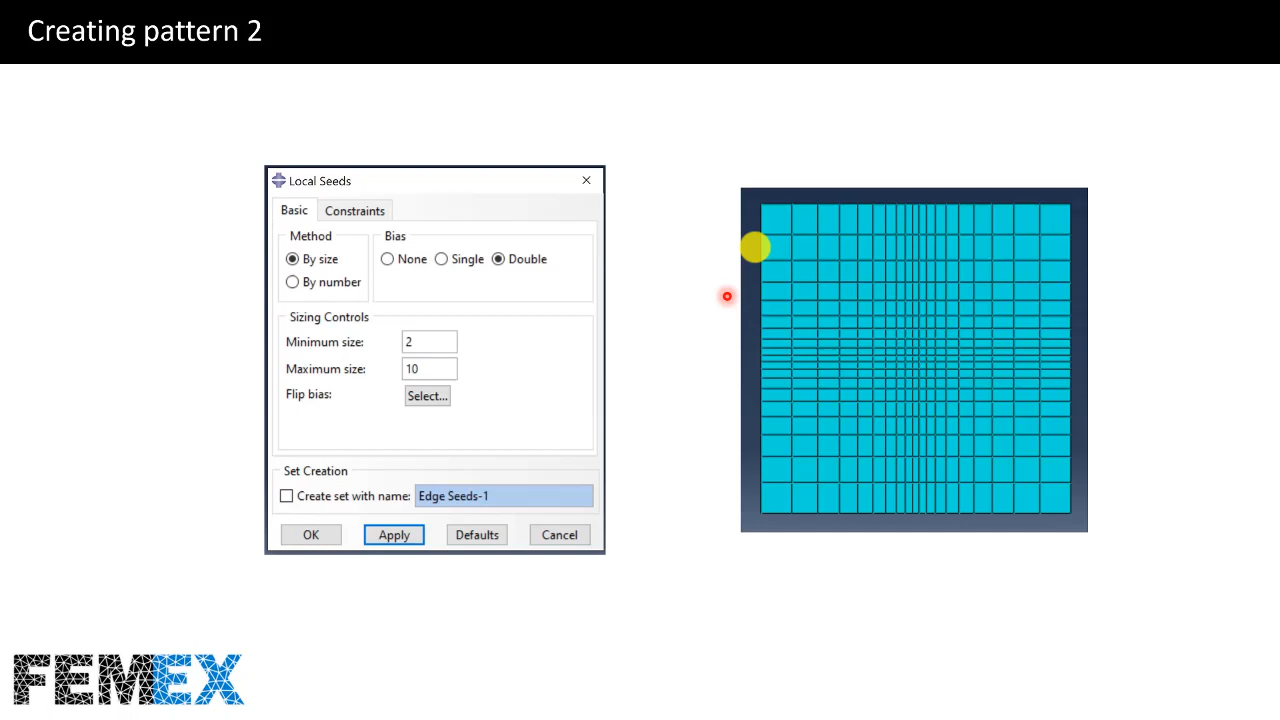 Creating pattern 2
Local Seeds
Basic Constraints
Method
By size
By number
Bias
None Single Double
Sizing Controls
Minimum size: 2
Maximum size: 10
Flip bias: Select...
Set Creation
Create set with name: Edge Seeds-1
OK Apply Defaults Cancel
FEMEX